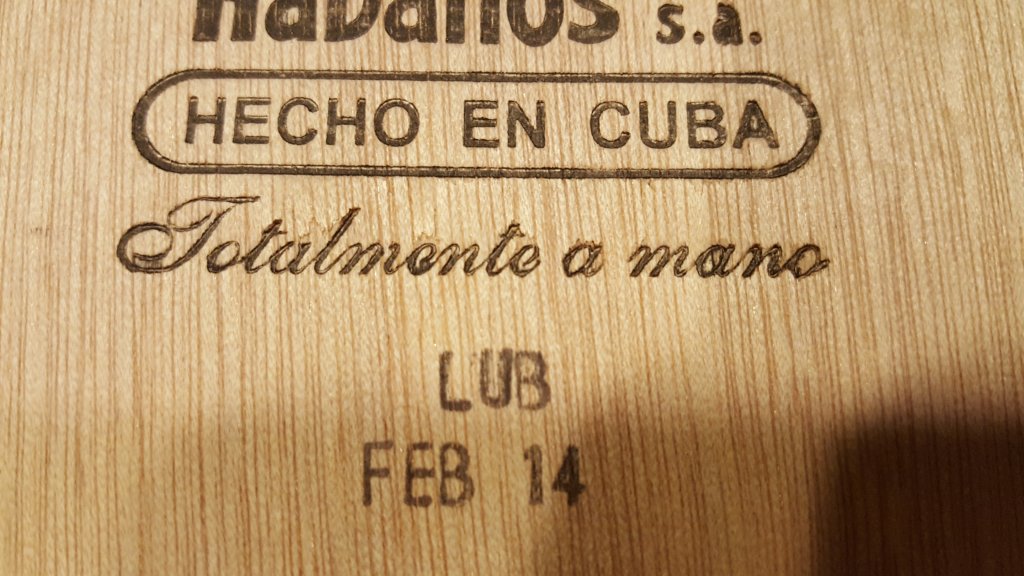 Habanos s.a.
HECHO EN CUBA
Totalmente a mano
LUB
FEB 14